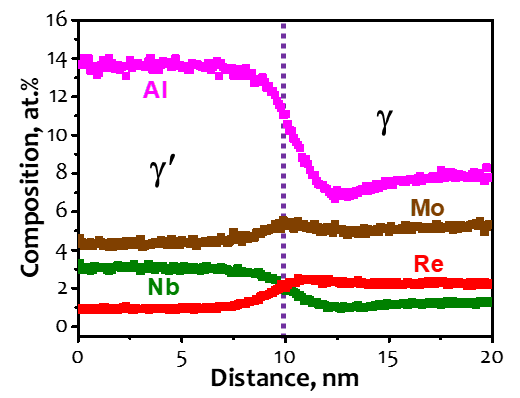 16
14
12
10
8
6
4
2
0
Composition, at.%
Al
γ
γ′
Mo
Re
Nb
0 5 10 15 20
Distance, nm